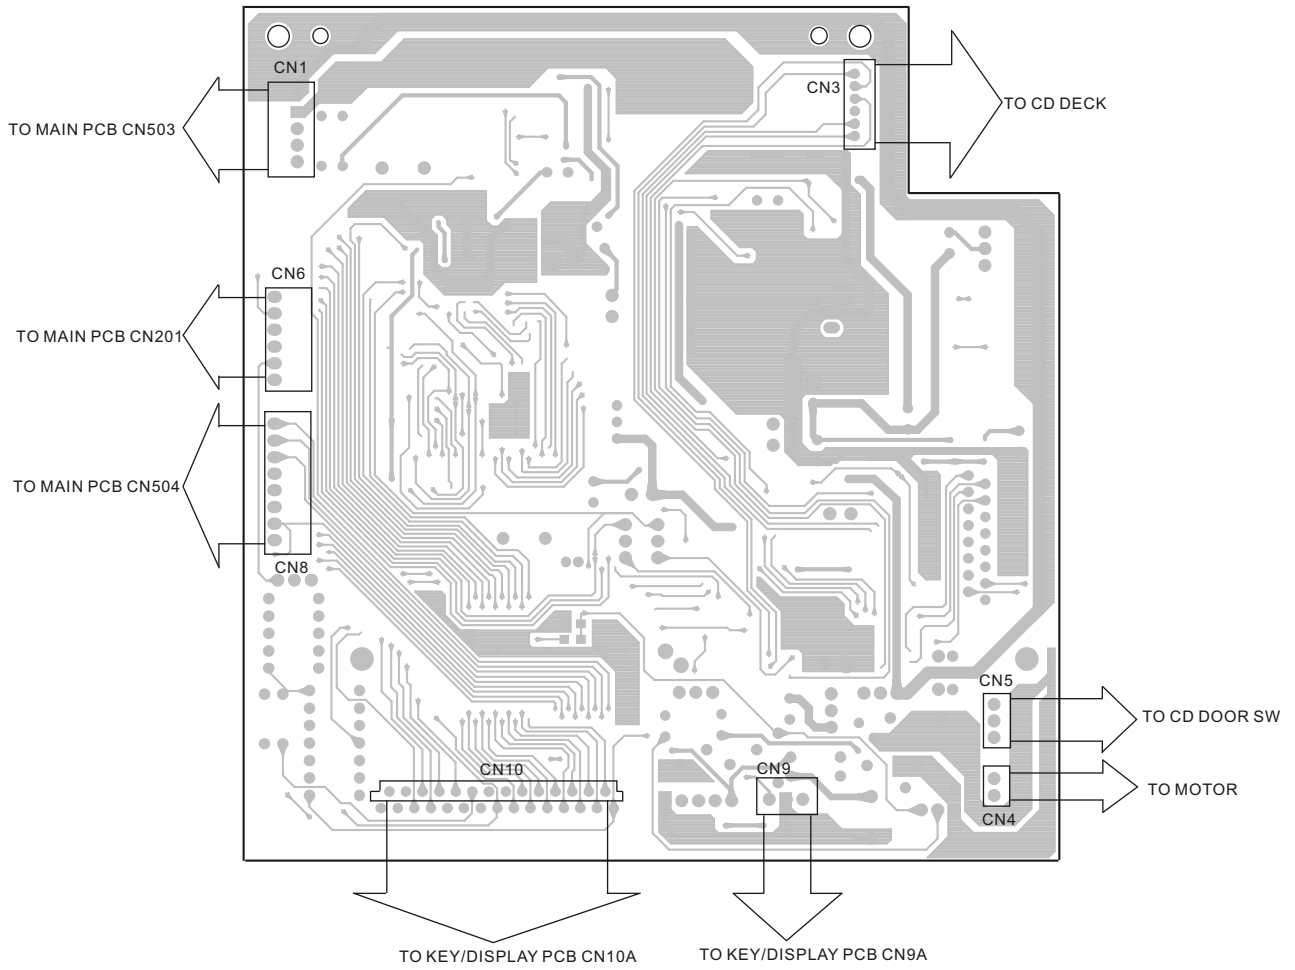 CN1
CN3
TO CD DECK
TO MAIN PCB CN503
CN6
TO MAIN PCB CN201
TO MAIN PCB CN504
CN8
CN5
TO CD DOOR SW
CN10
CN9
TO MOTOR
CN4
TO KEY/DISPLAY PCB CN10A
TO KEY/DISPLAY PCB CN9A